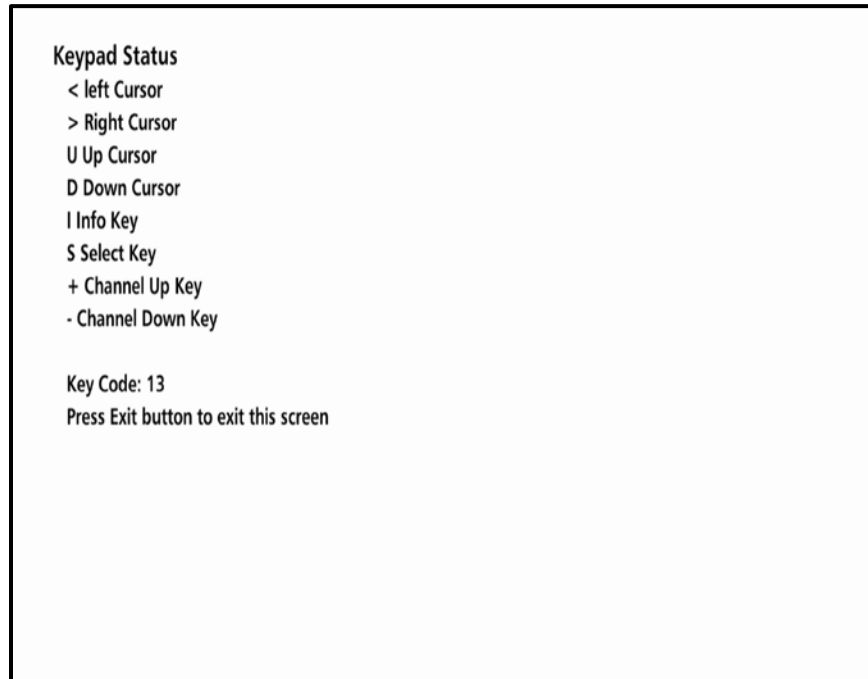 Keypad Status
< left Cursor
> Right Cursor
U Up Cursor
D Down Cursor
I Info Key
S Select Key
+ Channel Up Key
- Channel Down Key
Key Code: 13
Press Exit button to exit this screen